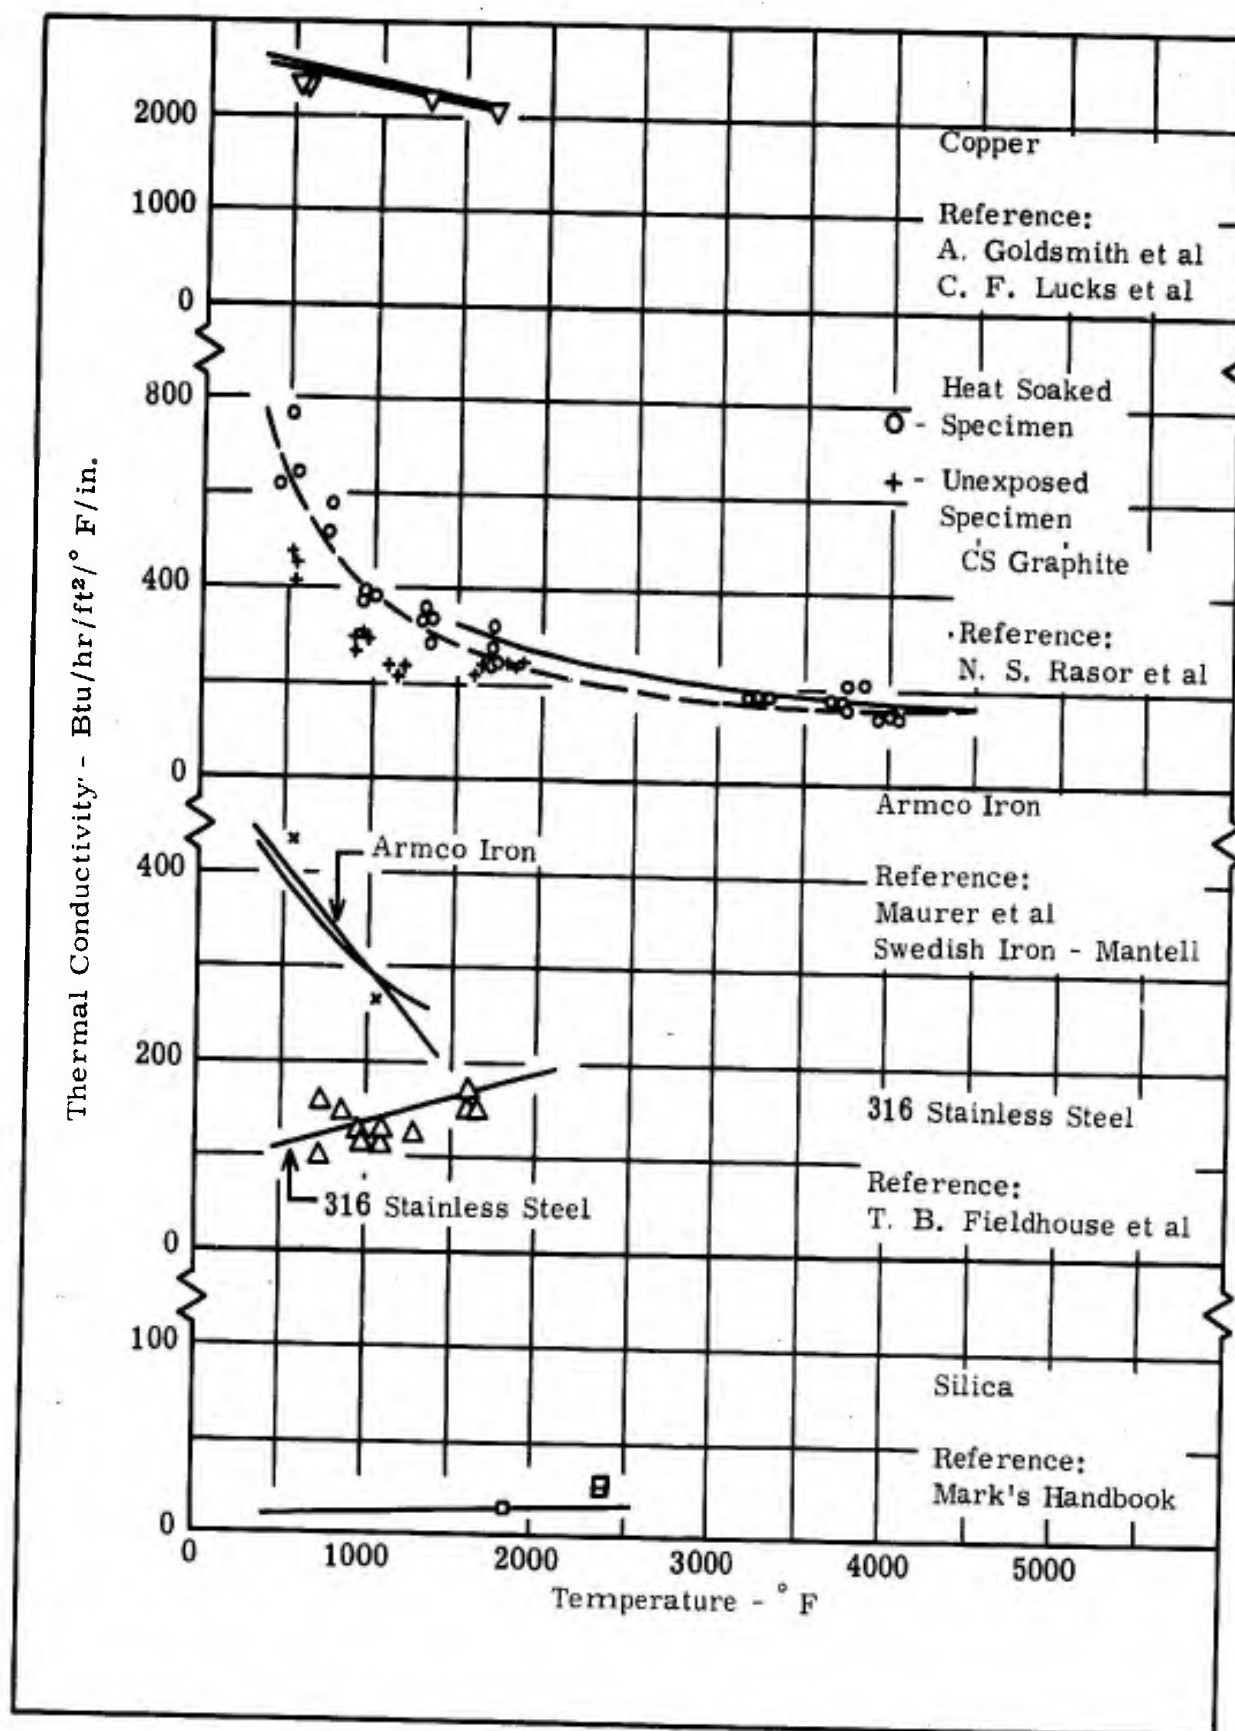 2000
Copper
1000
Reference:
A. Goldsmith et al
C. F. Lucks et al
0
800
Heat Soaked
O - Specimen
+ - Unexposed
Specimen
CS Graphite
400
Reference:
N. S. Rasor et al
0
Thermal Conductivity - Btu/hr/ft²/° F/in.
Armco Iron
Armco Iron
400
Reference:
Maurer et al
Swedish Iron - Mantell
200
316 Stainless Steel
Reference:
T. B. Fieldhouse et al
316 Stainless Steel
0
100
Silica
Reference:
Mark's Handbook
0
0 1000 2000 3000 4000 5000
Temperature - ° F